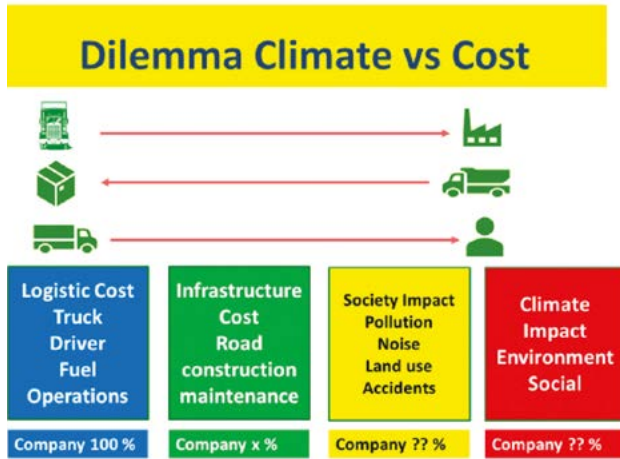 Dilemma Climate vs Cost
Logistic Cost
Truck
Driver
Fuel
Operations
Infrastructure
Cost
Road
construction
maintenance
Society Impact
Pollution
Noise
Land use
Accidents
Climate
Impact
Environment
Social
Company 100 %
Company x %
Company ?? %
Company ?? %